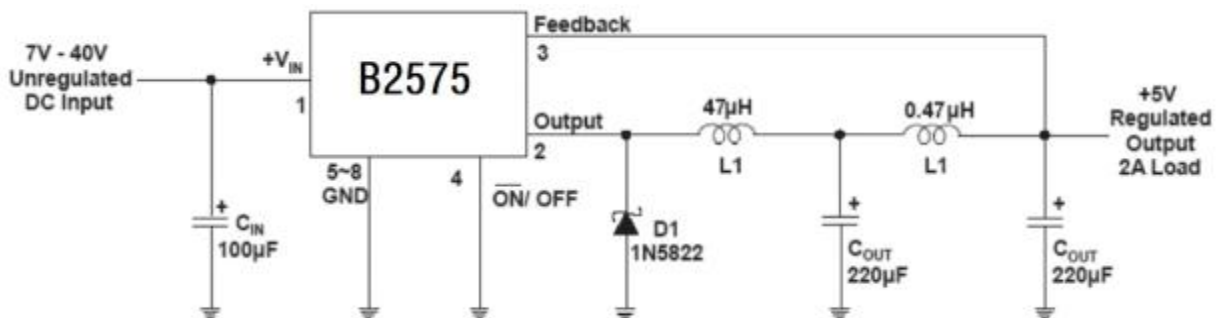 7V - 40V
Unregulated
DC Input
+VIN
1
B2575
Feedback
3
Output
2
5~8
GND
4
ON/ OFF
CIN
+
100µF
D1
1N5822
47µH
L1
0.47µH
L1
+
COUT
220µF
+
COUT
220µF
+5V
Regulated
Output
2A Load